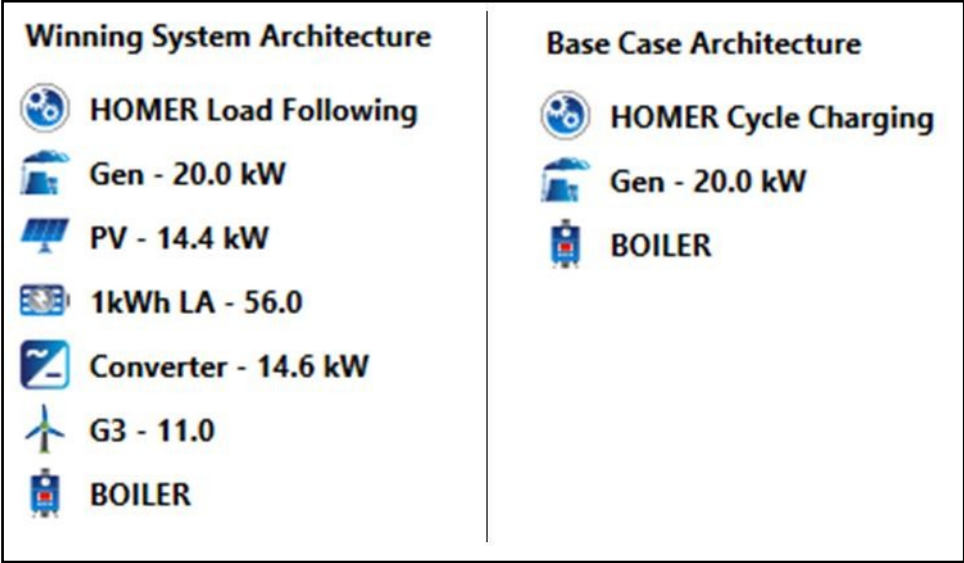 Winning System Architecture
HOMER Load Following
Gen - 20.0 kW
PV - 14.4 kW
1kWh LA - 56.0
Converter - 14.6 kW
G3 - 11.0
BOILER
Base Case Architecture
HOMER Cycle Charging
Gen - 20.0 kW
BOILER